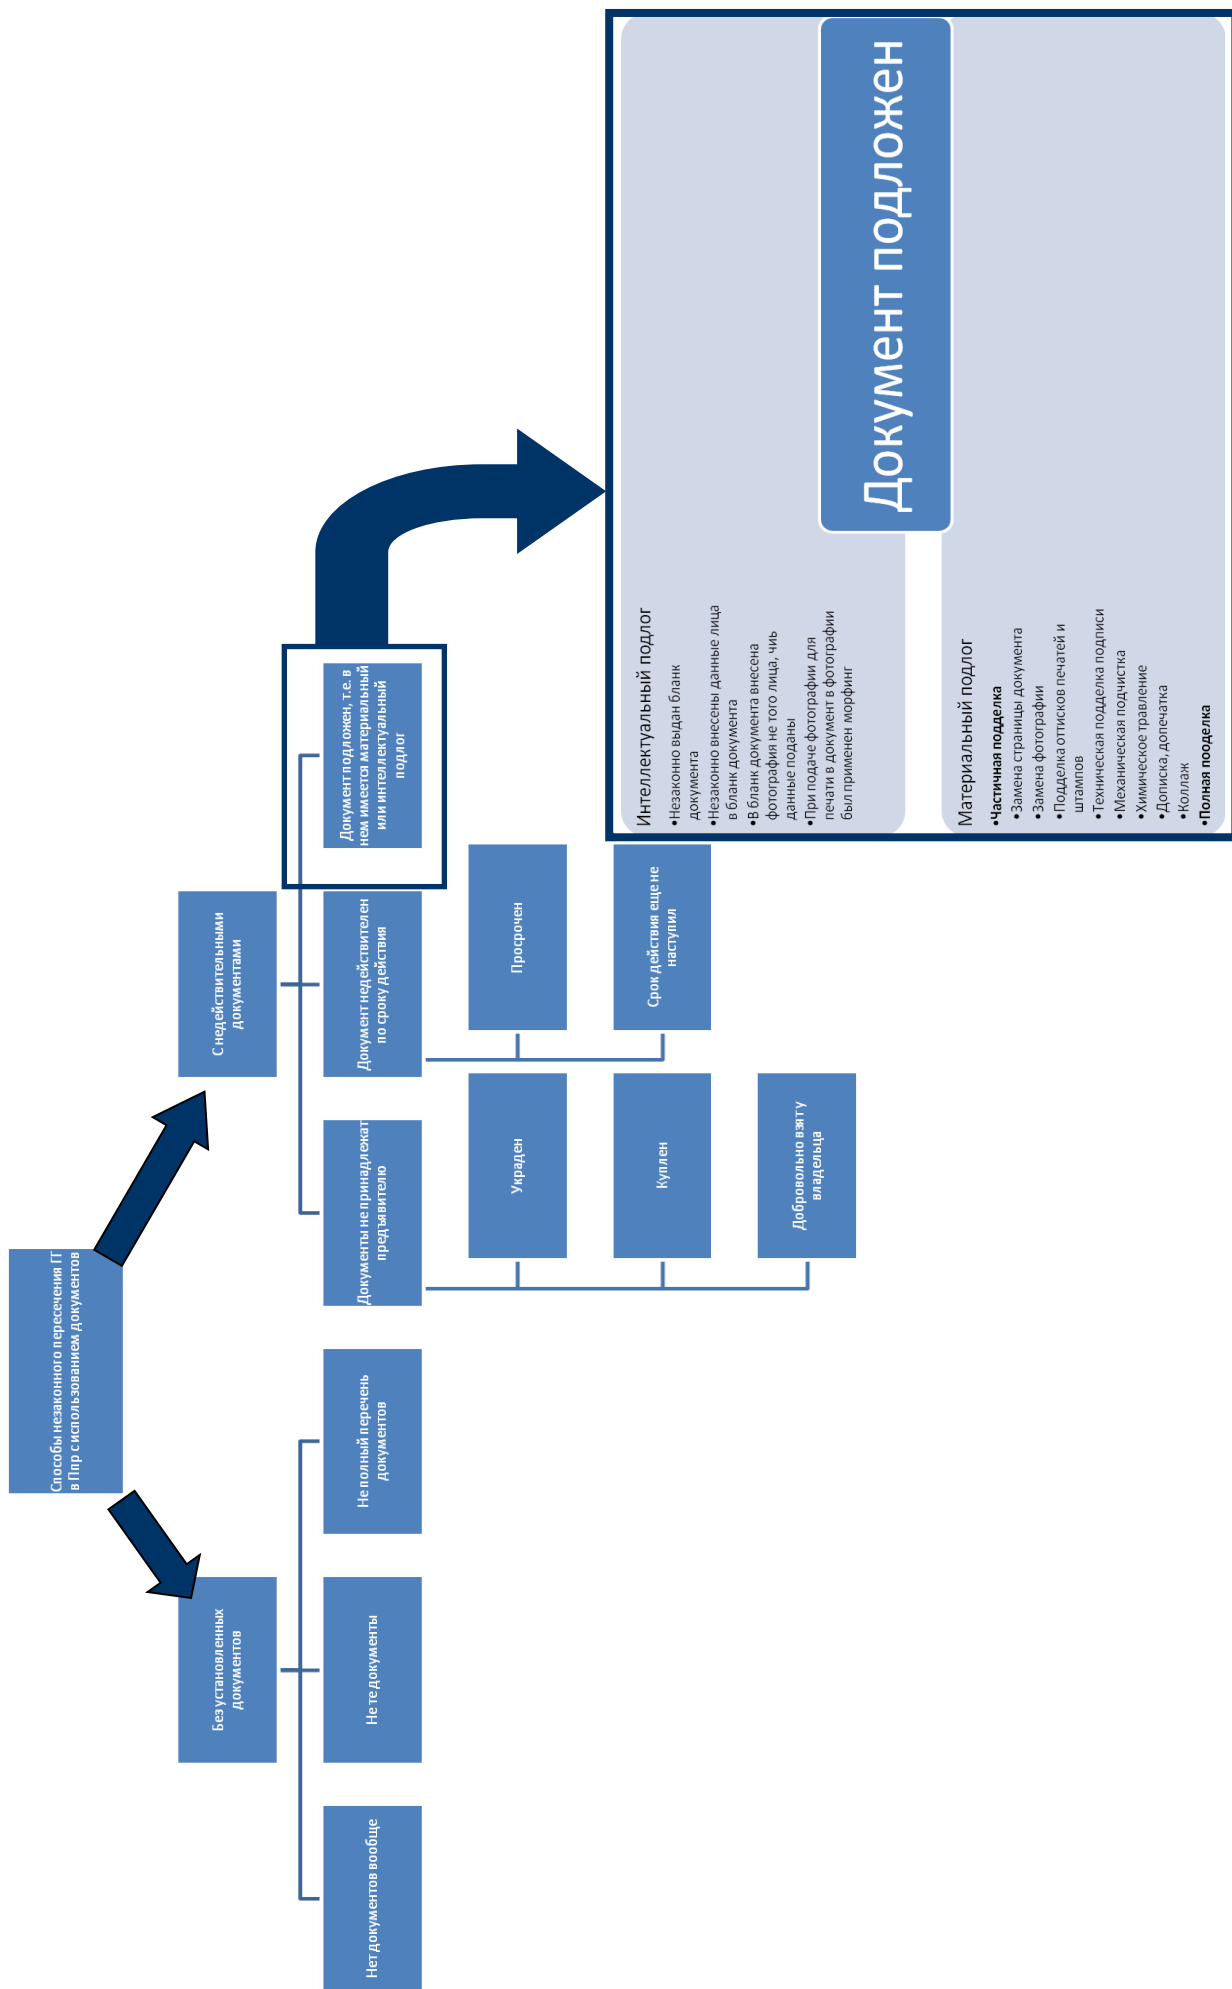 Способы незаконного пересечения ГГ
в Ппр с использованием документов
Без установленных
документов
Нет документов вообще
Не те документы
Не полный перечень
документов
С недействительными
документами
Документы не принадлежат
предъявителю
Украден
Куплен
Добровольно взят у
владельца
Документ недействителен
по сроку действия
Просрочен
Срок действия еще не
наступил
Документ подложен, т.е. в
нем имеется материальный
или интеллектуальный
подлог
Документ подложен
Интеллектуальный подлог
•Незаконно выдан бланк
документа
•Незаконно внесены данные лица
в бланк документа
•В бланк документа внесена
фотография не того лица, чиь
данные поданы
•При подаче фотографии для
печати в документ в фотографии
был применен морфинг
Материальный подлог
•Частичная подделка
•Замена страницы документа
•Замена фотографии
•Подделка оттисков печатей и
штампов
•Техническая подделка подписи
•Механическая подчистка
•Химическое травление
•Дописка, допечатка
•Коллаж
•Полная пооделка